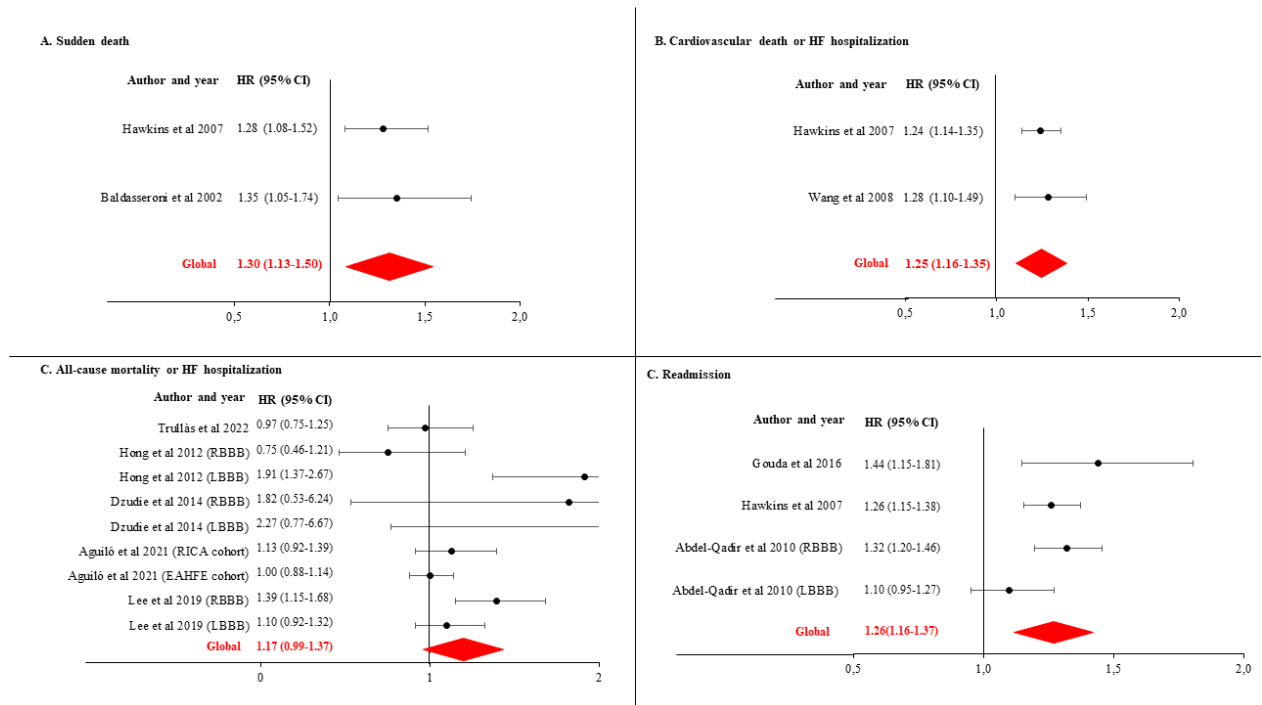 A. Sudden death
Author and year HR (95% CI)
Hawkins et al 2007 1.28 (1.08-1.52)
Baldasseroni et al 2002 1.35 (1.05-1.74)
Global 1.30 (1.13-1.50)
0,5 1,0 1,5 2,0
B. Cardiovascular death or HF hospitalization
Author and year HR (95% CI)
Hawkins et al 2007 1.24 (1.14-1.35)
Wang et al 2008 1.28 (1.10-1.49)
Global 1.25 (1.16-1.35)
0,5 1,0 1,5 2,0
C. All-cause mortality or HF hospitalization
Author and year HR (95% CI)
Trullàs et al 2022 0.97 (0.75-1.25)
Hong et al 2012 (RBBB) 0.75 (0.46-1.21)
Hong et al 2012 (LBBB) 1.91 (1.37-2.67)
Dzudie et al 2014 (RBBB) 1.82 (0.53-6.24)
Dzudie et al 2014 (LBBB) 2.27 (0.77-6.67)
Aguiló et al 2021 (RICA cohort) 1.13 (0.92-1.39)
Aguiló et al 2021 (EAHFE cohort) 1.00 (0.88-1.14)
Lee et al 2019 (RBBB) 1.39 (1.15-1.68)
Lee et al 2019 (LBBB) 1.10 (0.92-1.32)
Global 1.17 (0.99-1.37)
0 1 2
C. Readmission
Author and year HR (95% CI)
Gouda et al 2016 1.44 (1.15-1.81)
Hawkins et al 2007 1.26 (1.15-1.38)
Abdel-Qadir et al 2010 (RBBB) 1.32 (1.20-1.46)
Abdel-Qadir et al 2010 (LBBB) 1.10 (0.95-1.27)
Global 1.26(1.16-1.37)
0,5 1,0 1,5 2,0